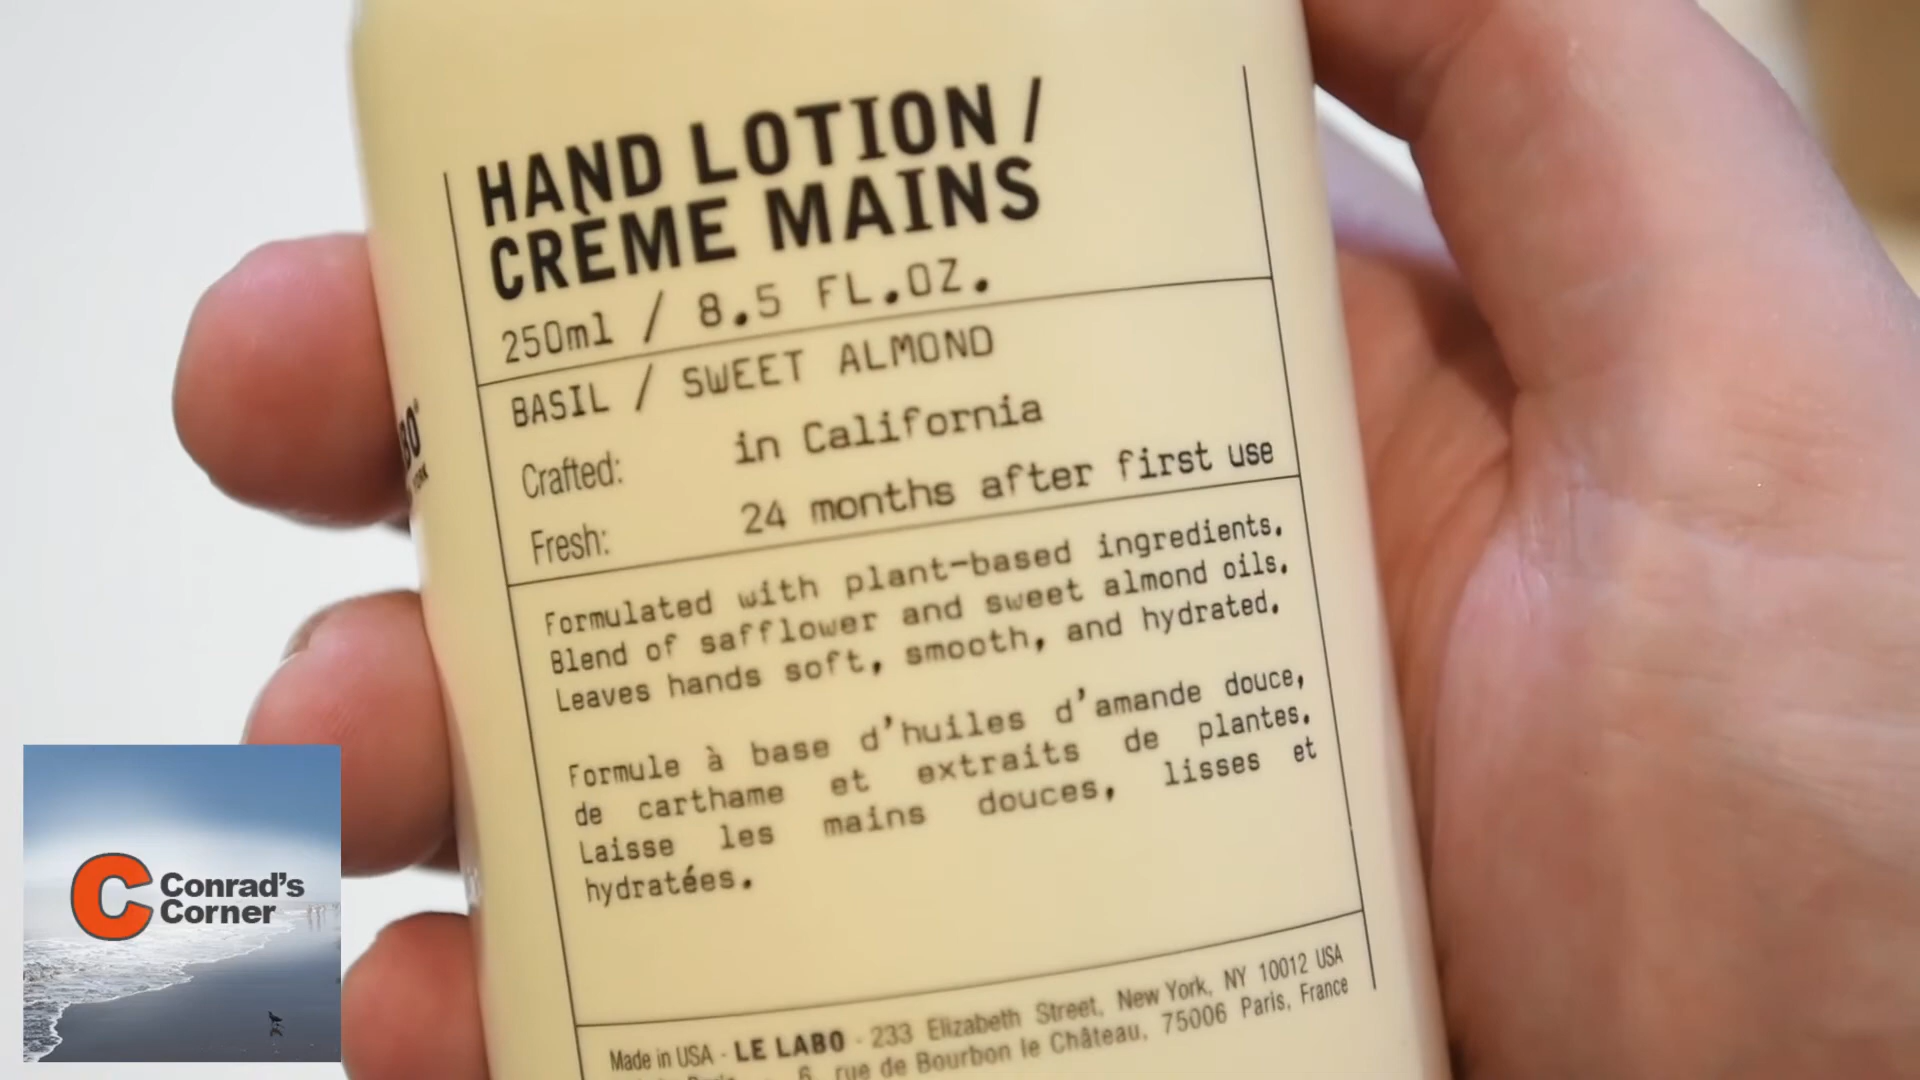 HAND LOTION /
CRÈME MAINS
250ml / 8.5 FL.OZ.
BASIL / SWEET ALMOND
Crafted: in California
Fresh: 24 months after first use
Formulated with plant-based ingredients.
Blend of safflower and sweet almond oils.
Leaves hands soft, smooth, and hydrated.
Formule à base d'huiles d'amande douce,
de carthame et extraits de plantes.
Laisse les mains douces, lisses et
hydratées.
Made in USA - LE LABO - 233 Elizabeth Street, New York, NY 10012 USA
6, rue de Bourbon le Château, 75006 Paris, France
C Conrad's
Corner